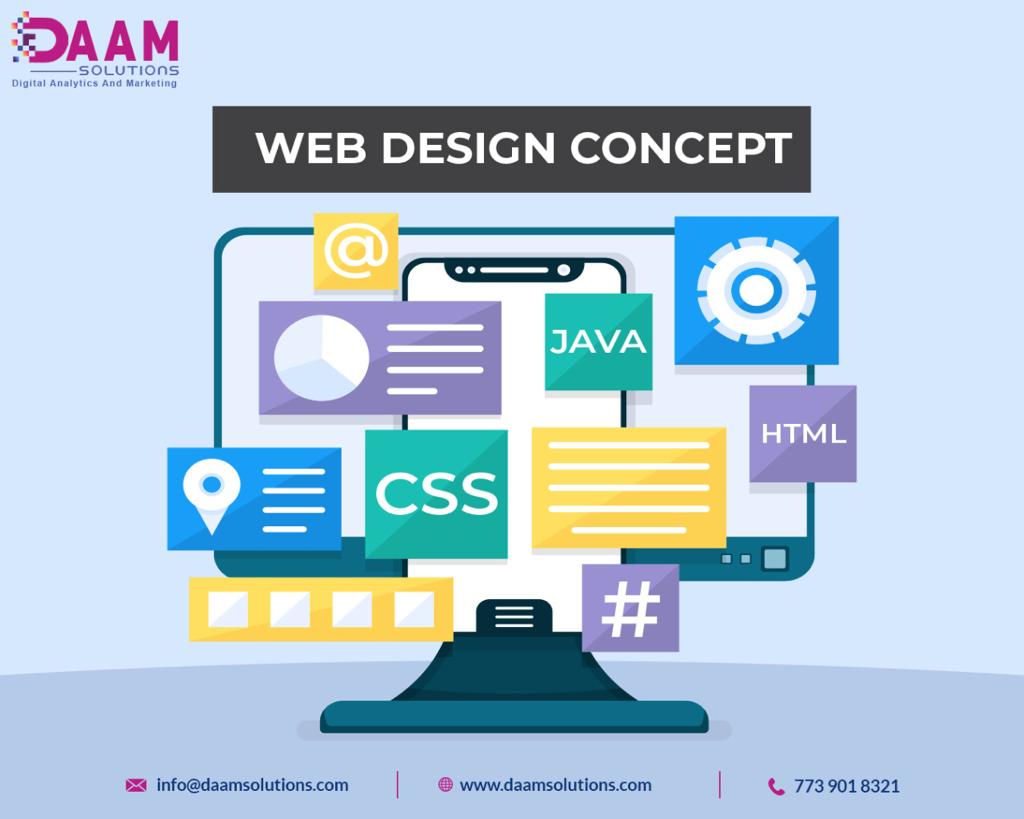 DAAM
SOLUTIONS
Digital Analytics And Marketing
WEB DESIGN CONCEPT
@
JAVA
HTML
CSS
#
info@daamsolutions.com
www.daamsolutions.com
773 901 8321